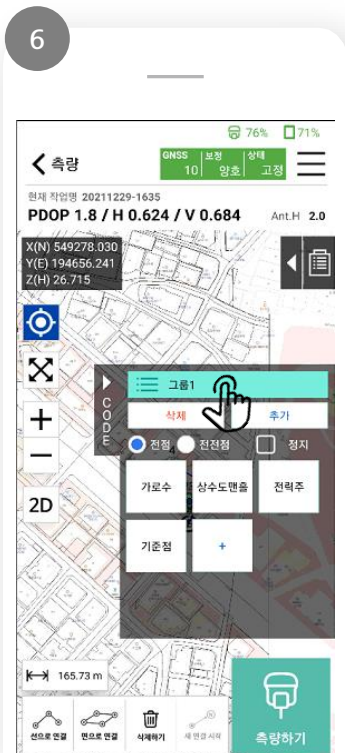 6
76% 71%
측량
GNSS 10 보정 양호 상태 고정
현재 작업명 20211229-1635
PDOP 1.8 / H 0.624 / V 0.684 Ant.H 2.0
X(N) 549278.030
Y(E) 194656.241
Z(H) 26.715
CODE
그룹1
삭제 추가
전점 전전점 정지
4
가로수 상수도맨홀 전력주
기준점 +
+
−
2D
165.73 m
선으로 연결 면으로 연결 삭제하기 새 연결 시작
측량하기